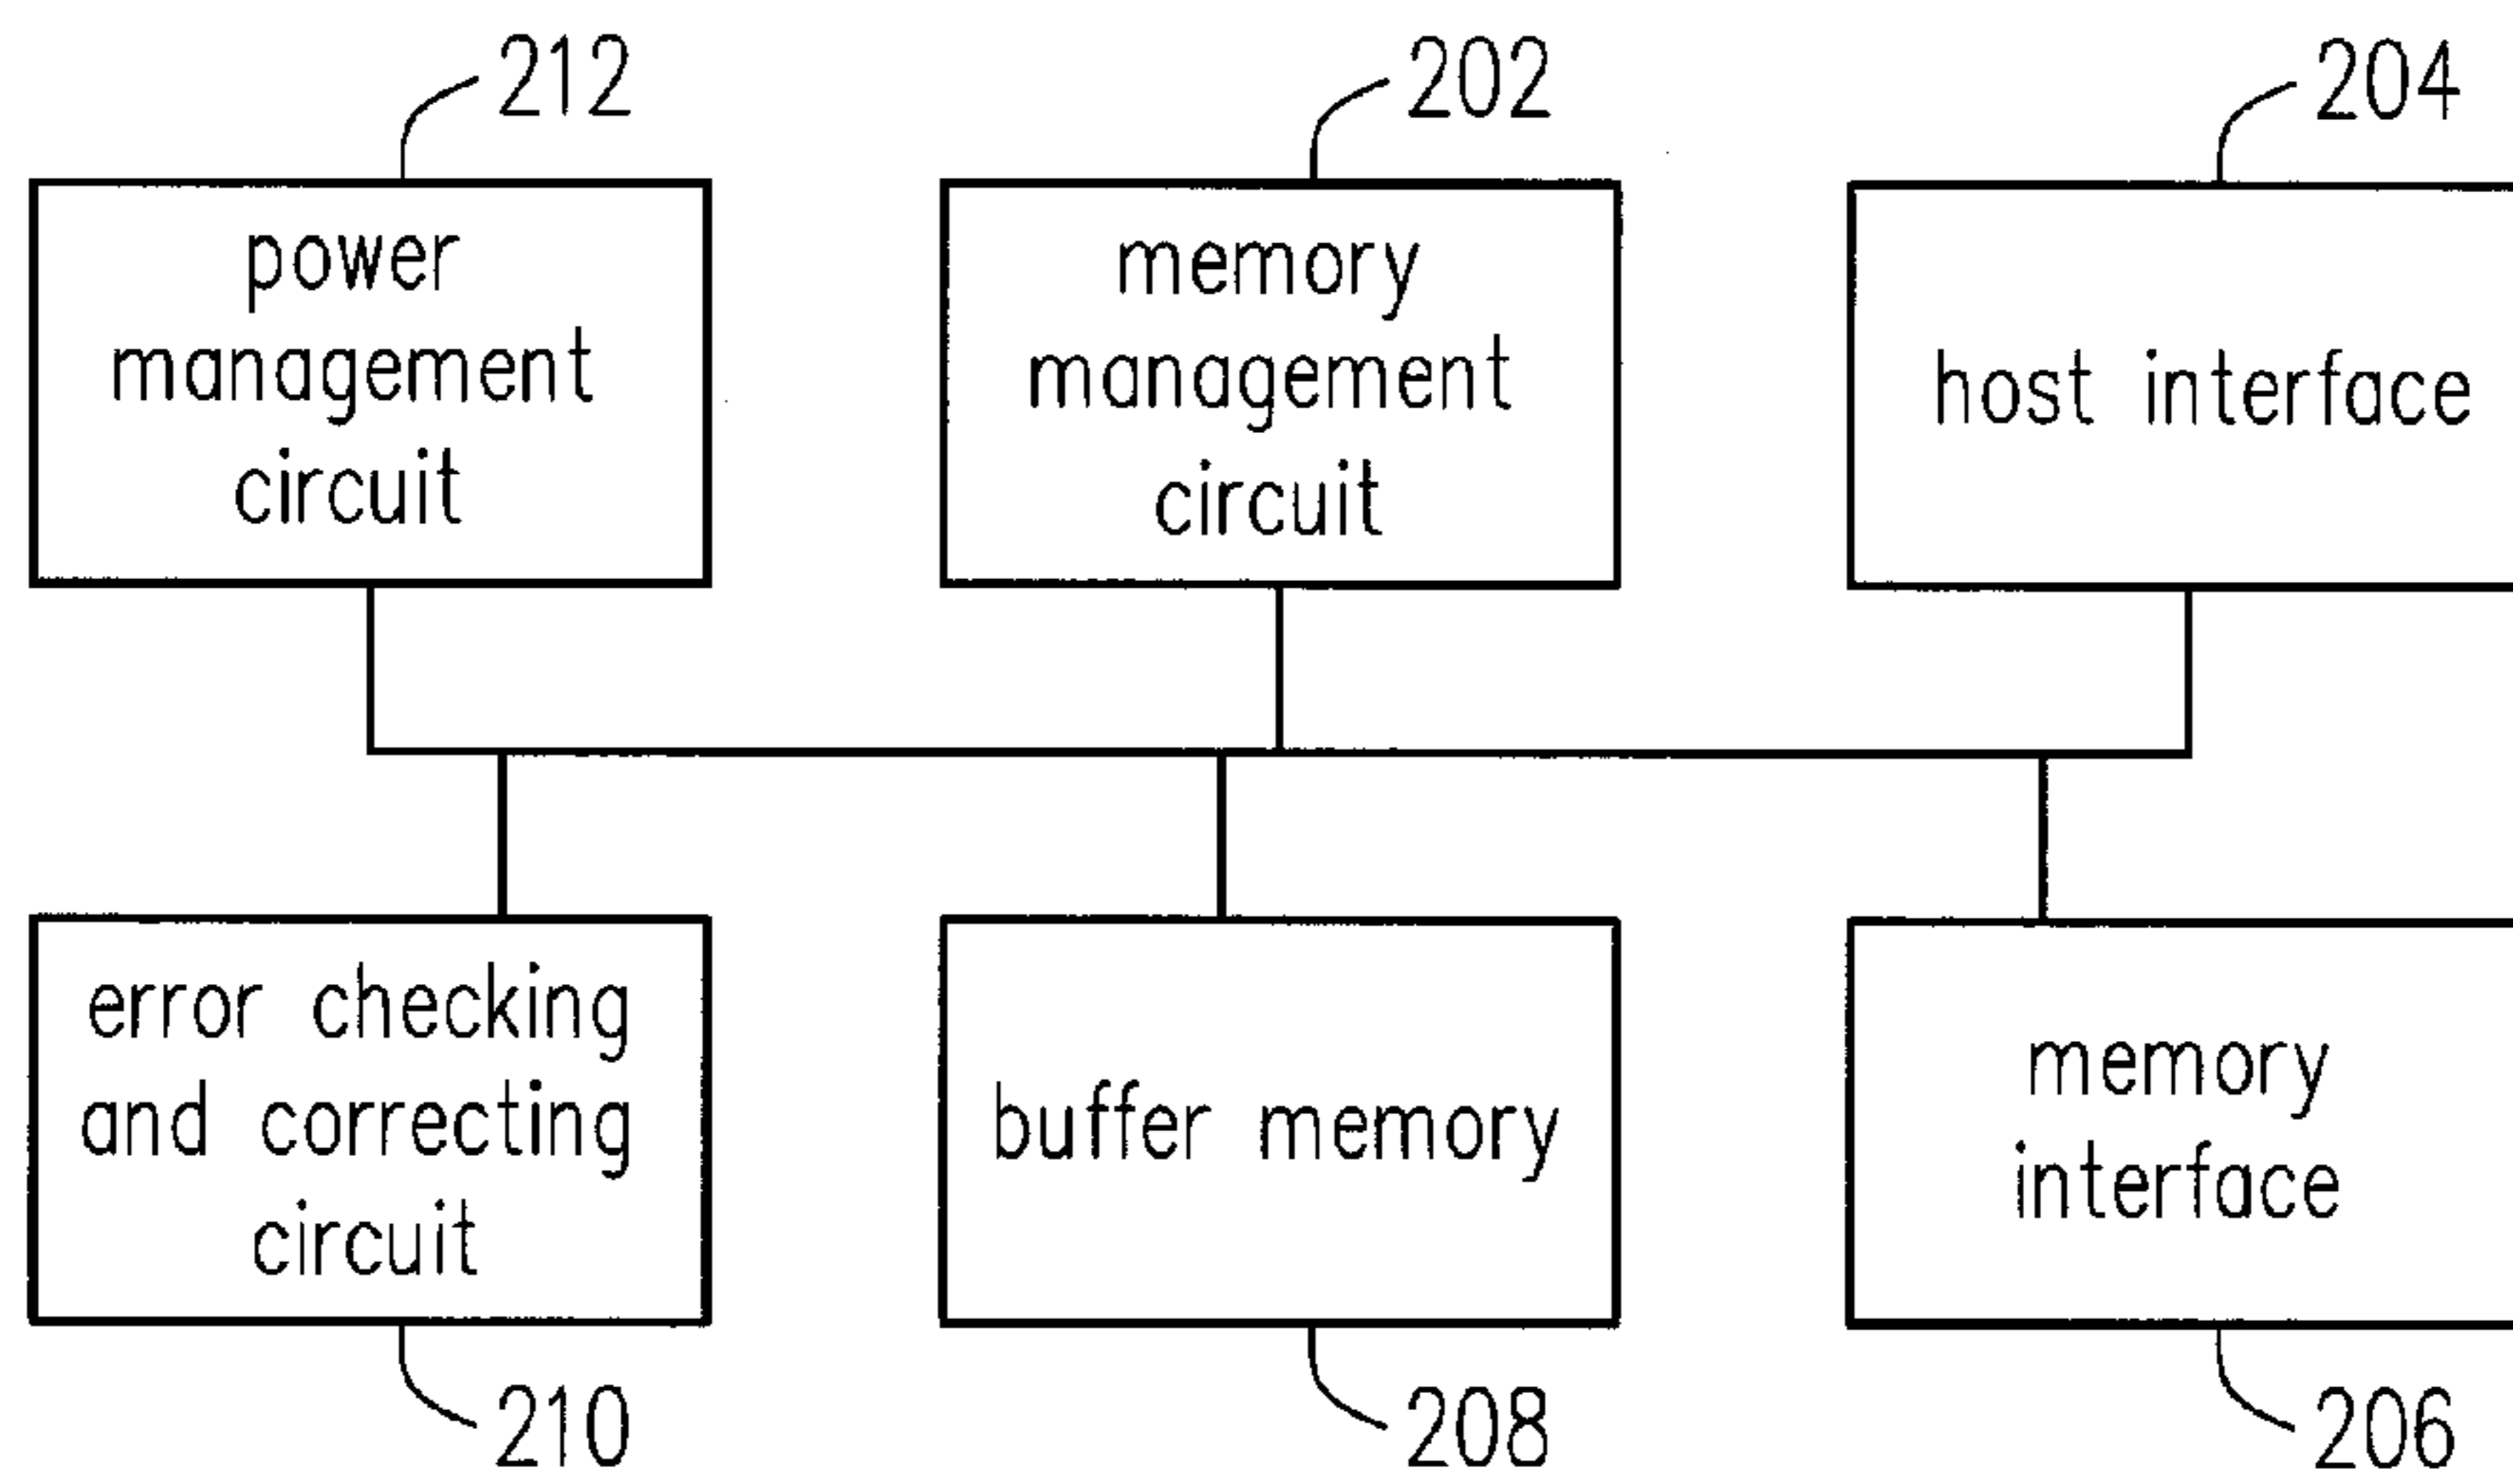 212
202
204
power
management
circuit
memory
management
circuit
host interface
error checking
and correcting
circuit
buffer memory
memory
interface
210
208
206